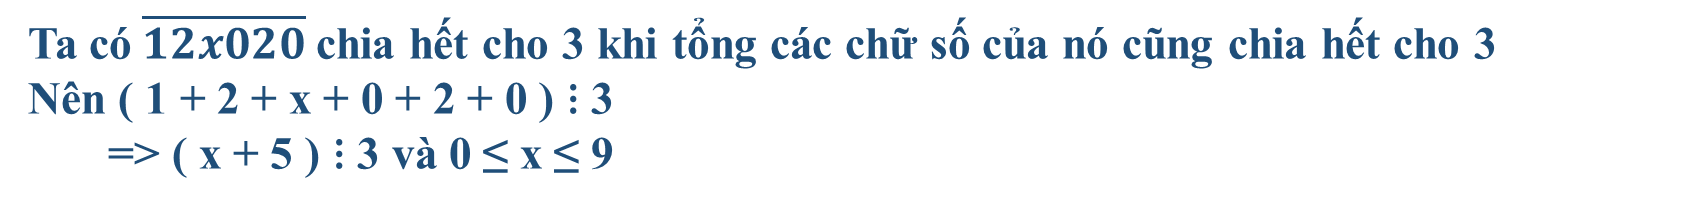 Ta có 12x020 chia hết cho 3 khi tổng các chữ số của nó cũng chia hết cho 3
Nên ( 1 + 2 + x + 0 + 2 + 0 ) ⋮ 3
=> ( x + 5 ) ⋮ 3 và 0 ≤ x ≤ 9